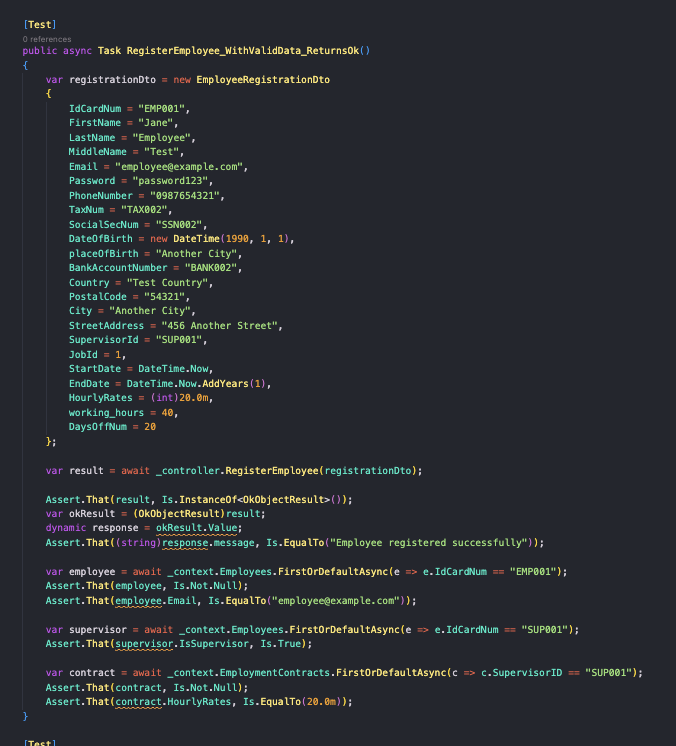 [Test]
0 references
public async Task RegisterEmployee_WithValidData_ReturnsOk()
{
    var registrationDto = new EmployeeRegistrationDto
    {
        IdCardNum = "EMP001",
        FirstName = "Jane",
        LastName = "Employee",
        MiddleName = "Test",
        Email = "employee@example.com",
        Password = "password123",
        PhoneNumber = "0987654321",
        TaxNum = "TAX002",
        SocialSecNum = "SSN002",
        DateOfBirth = new DateTime(1990, 1, 1),
        placeOfBirth = "Another City",
        BankAccountNumber = "BANK002",
        Country = "Test Country",
        PostalCode = "54321",
        City = "Another City",
        StreetAddress = "456 Another Street",
        SupervisorId = "SUP001",
        JobId = 1,
        StartDate = DateTime.Now,
        EndDate = DateTime.Now.AddYears(1),
        HourlyRates = (int)20.0m,
        working_hours = 40,
        DaysOffNum = 20
    };
    var result = await _controller.RegisterEmployee(registrationDto);
    Assert.That(result, Is.InstanceOf<OkObjectResult>());
    var okResult = (OkObjectResult)result;
    dynamic response = okResult.Value;
    Assert.That((string)response.message, Is.EqualTo("Employee registered successfully"));
    var employee = await _context.Employees.FirstOrDefaultAsync(e => e.IdCardNum == "EMP001");
    Assert.That(employee, Is.Not.Null);
    Assert.That(employee.Email, Is.EqualTo("employee@example.com"));
    var supervisor = await _context.Employees.FirstOrDefaultAsync(e => e.IdCardNum == "SUP001");
    Assert.That(supervisor.IsSupervisor, Is.True);
    var contract = await _context.EmploymentContracts.FirstOrDefaultAsync(c => c.SupervisorID == "SUP001");
    Assert.That(contract, Is.Not.Null);
    Assert.That(contract.HourlyRates, Is.EqualTo(20.0m));
}
[Test]